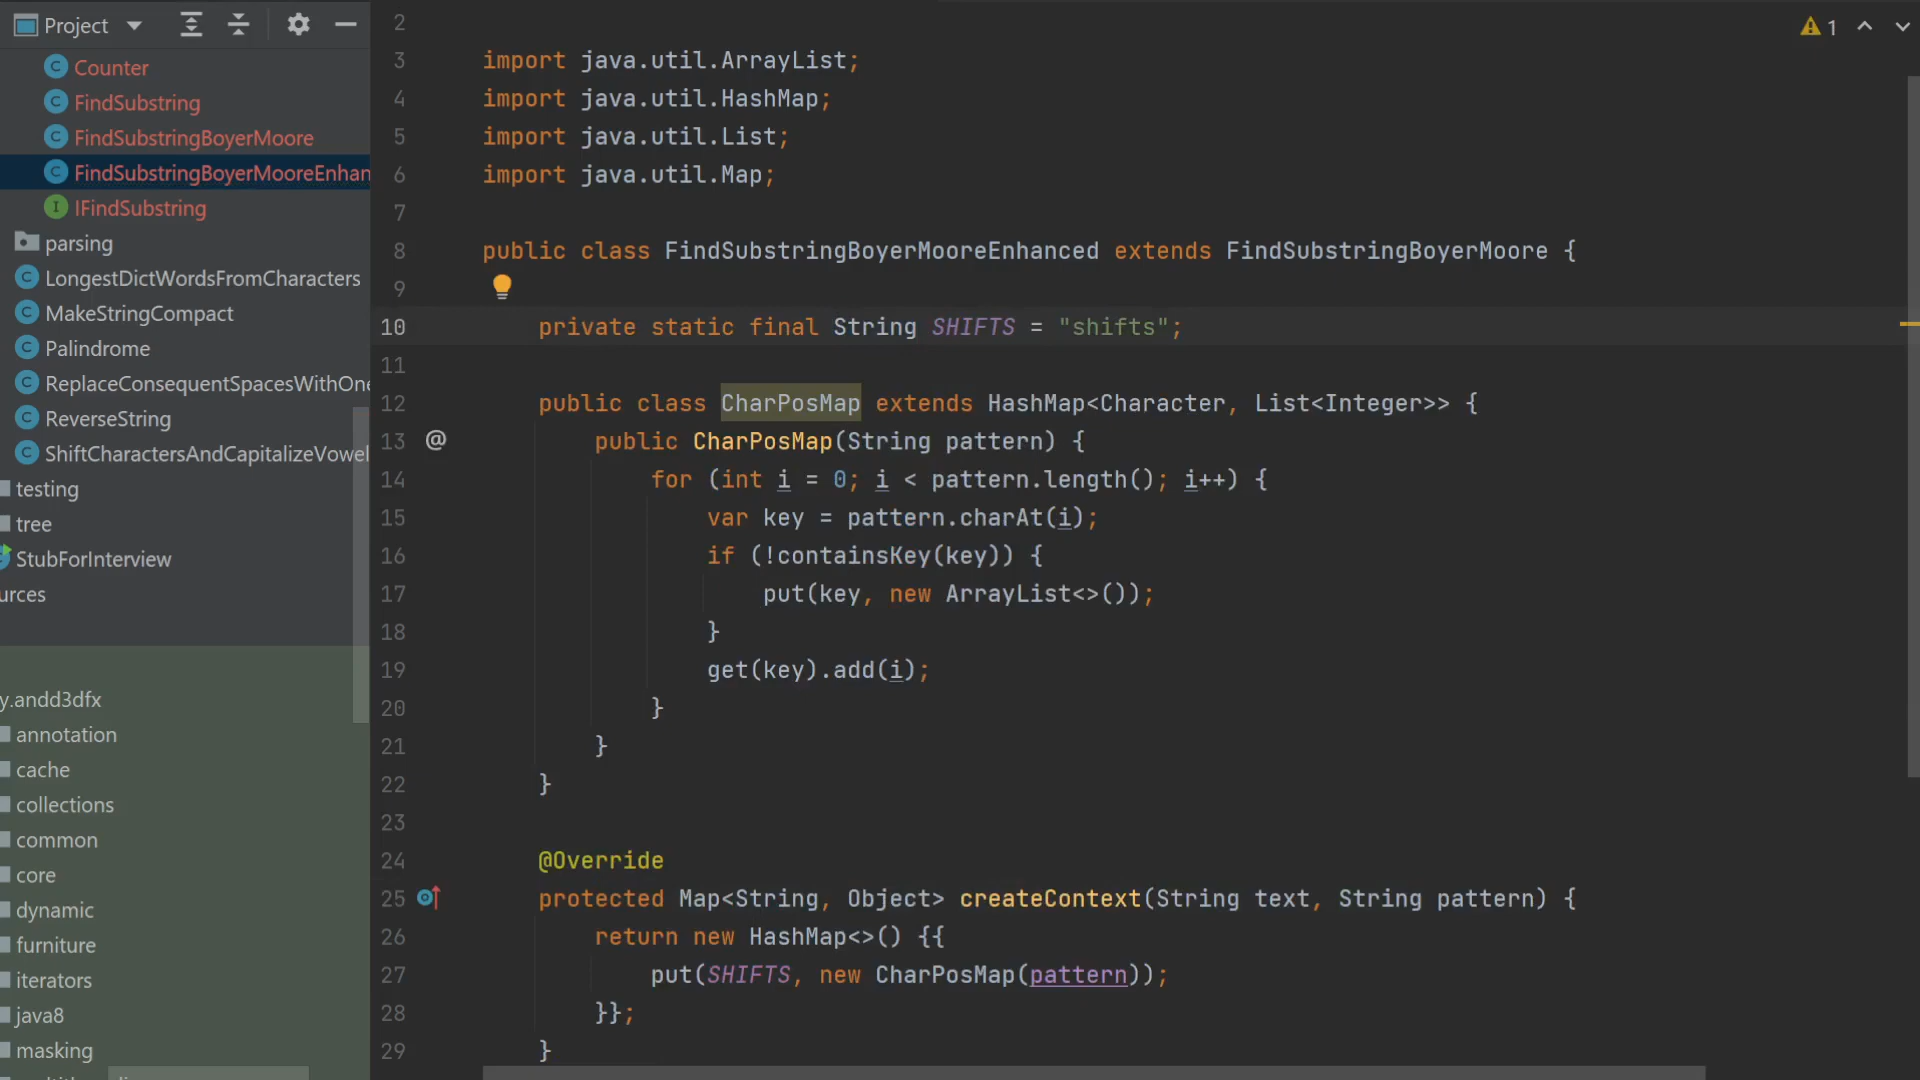 Project
Counter
FindSubstring
FindSubstringBoyerMoore
FindSubstringBoyerMooreEnhan
IFindSubstring
parsing
LongestDictWordsFromCharacters
MakeStringCompact
Palindrome
ReplaceConsequentSpacesWithOne
ReverseString
ShiftCharactersAndCapitalizeVowel
testing
tree
StubForInterview
urces
y.andd3dfx
annotation
cache
collections
common
core
dynamic
furniture
iterators
java8
masking
1
2
3 import java.util.ArrayList;
4 import java.util.HashMap;
5 import java.util.List;
6 import java.util.Map;
7
8 public class FindSubstringBoyerMooreEnhanced extends FindSubstringBoyerMoore {
9
10 private static final String SHIFTS = "shifts";
11
12 public class CharPosMap extends HashMap<Character, List<Integer>> {
13 @ public CharPosMap(String pattern) {
14 for (int i = 0; i < pattern.length(); i++) {
15 var key = pattern.charAt(i);
16 if (!containsKey(key)) {
17 put(key, new ArrayList<>());
18 }
19 get(key).add(i);
20 }
21 }
22 }
23
24 @Override
25 protected Map<String, Object> createContext(String text, String pattern) {
26 return new HashMap<>() {{
27 put(SHIFTS, new CharPosMap(pattern));
28 }};
29 }